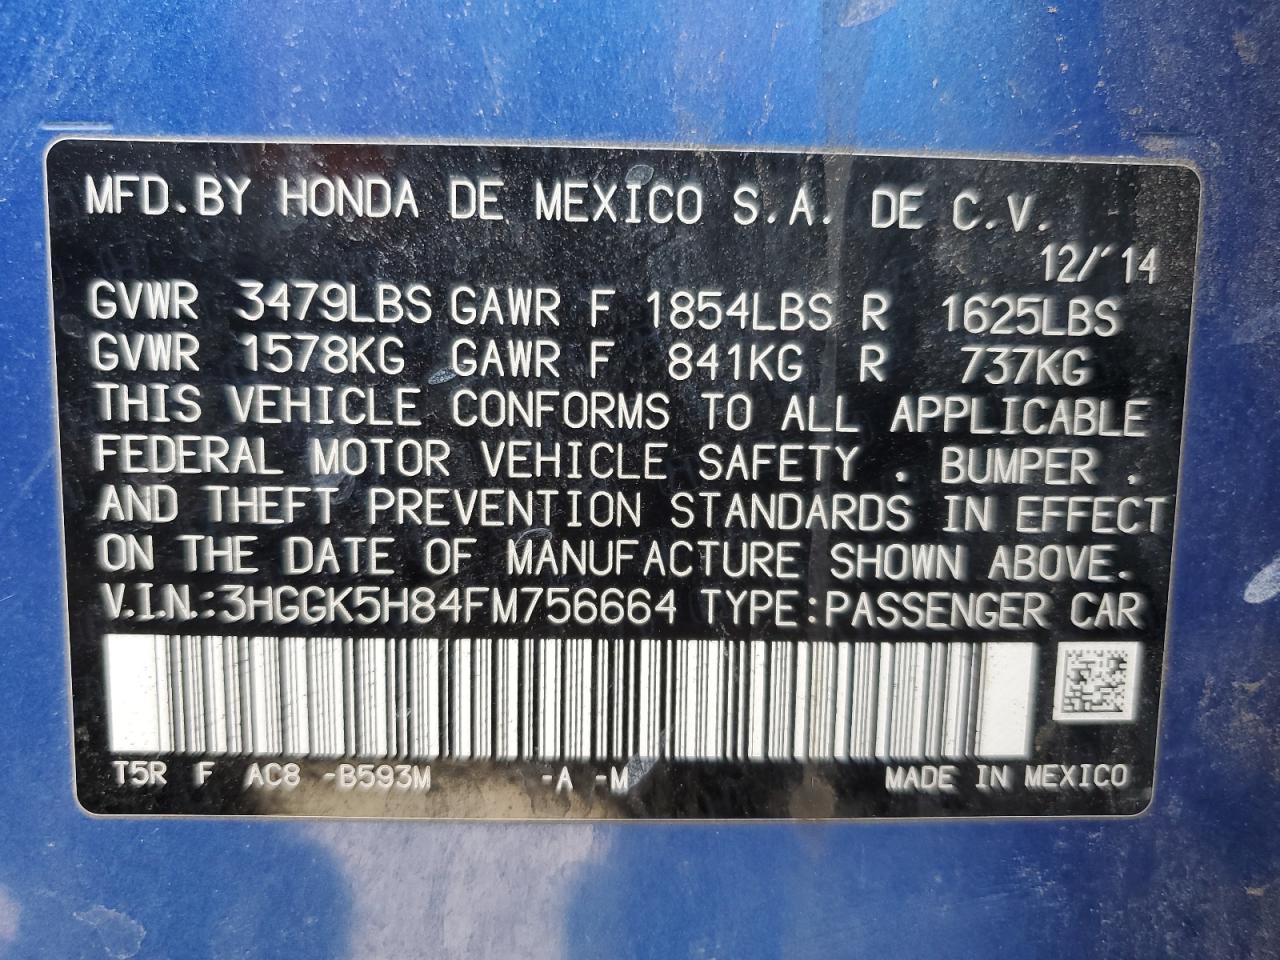 MFD.BY HONDA DE MEXICO S.A. DE C.V.
12/'14
GVWR 3479LBS GAWR F 1854LBS R 1625LBS
GVWR 1578KG GAWR F 841KG R 737KG
THIS VEHICLE CONFORMS TO ALL APPLICABLE
FEDERAL MOTOR VEHICLE SAFETY , BUMPER ,
AND THEFT PREVENTION STANDARDS IN EFFECT
ON THE DATE OF MANUFACTURE SHOWN ABOVE.
V.I.N.:3HGGK5H84FM756664 TYPE:PASSENGER CAR
T5R F AC8 -B593M -A -M MADE IN MEXICO